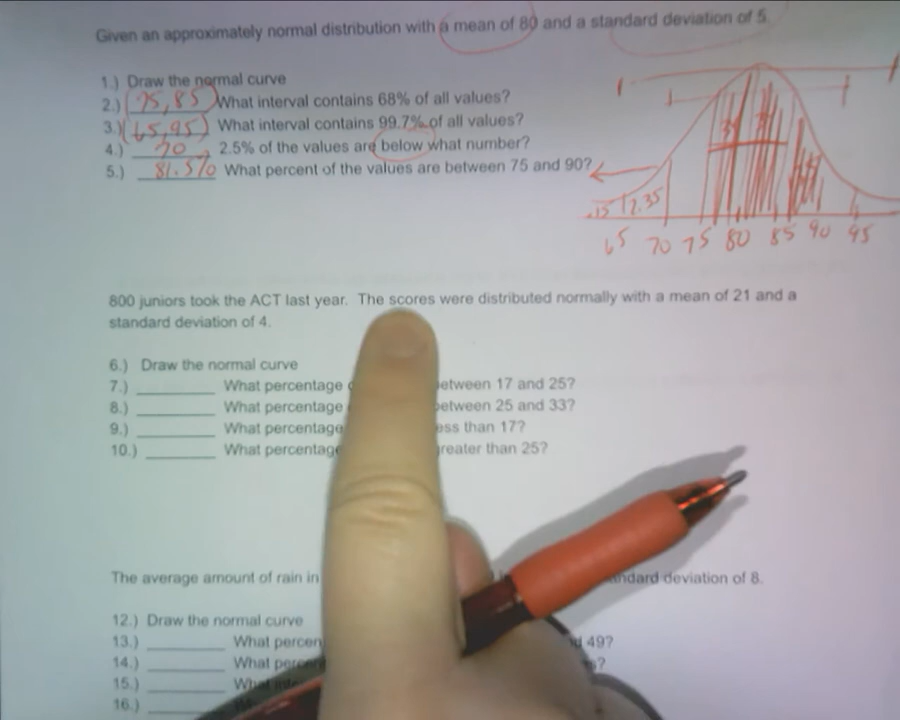 Given an approximately normal distribution with a mean of 80 and a standard deviation of 5.
1.) Draw the normal curve
2.) (75,85) What interval contains 68% of all values?
3.) (65,95) What interval contains 99.7% of all values?
4.) 70 2.5% of the values are below what number?
5.) 81.5% What percent of the values are between 75 and 90?
.15 2.35
65 70 75 80 85 90 95
800 juniors took the ACT last year. The scores were distributed normally with a mean of 21 and a
standard deviation of 4.
6.) Draw the normal curve
7.) What percentage etween 17 and 25?
8.) What percentage between 25 and 33?
9.) What percentage ess than 17?
10.) What percentage reater than 25?
The average amount of rain in andard deviation of 8.
12.) Draw the normal curve
13.) What percen 49?
14.) What percen ?
15.)
16.)